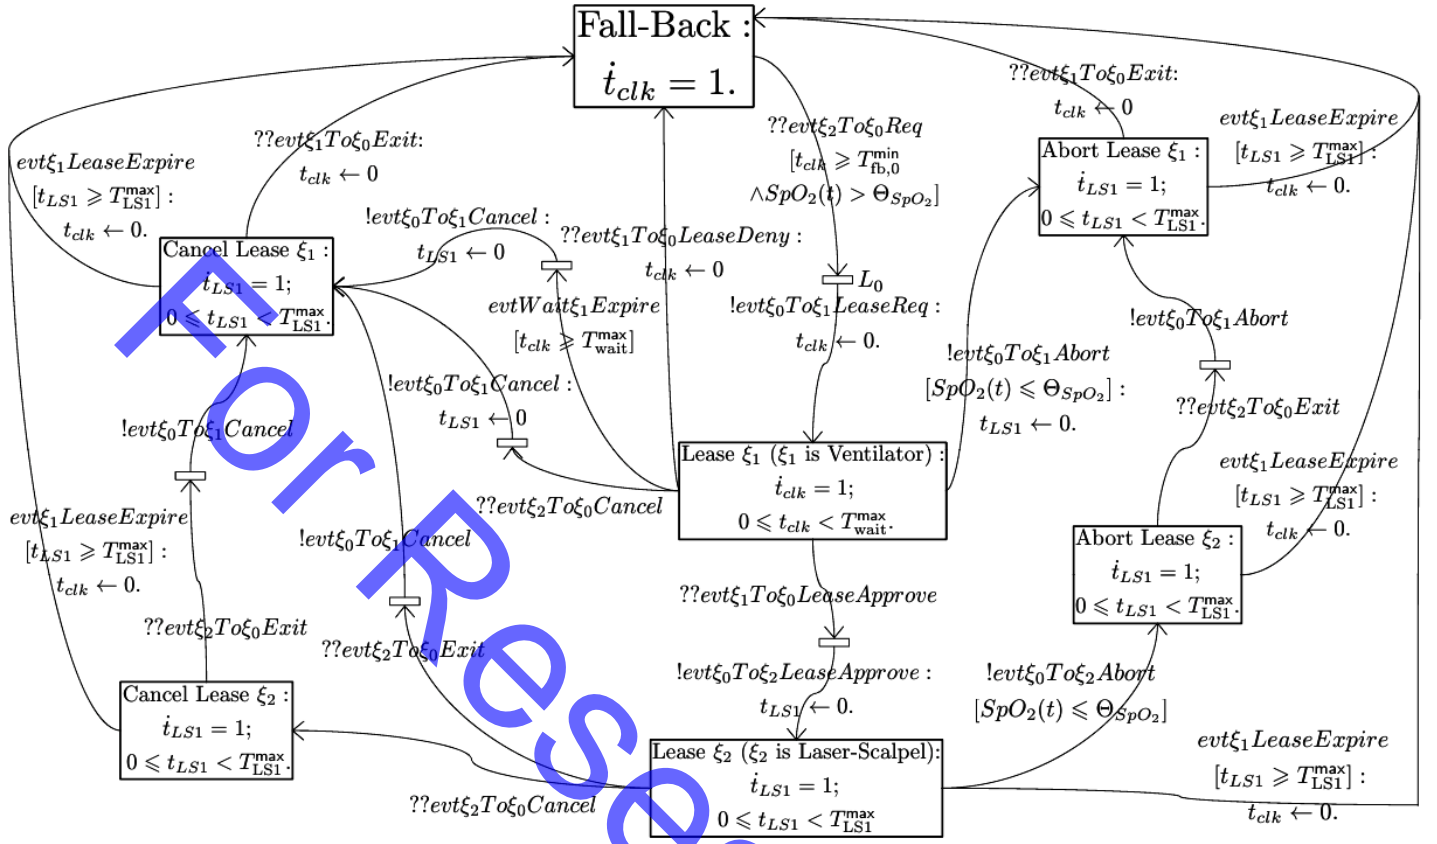 Fall-Back :
ṫ_clk = 1.
??evtξ₁Toξ₀Exit:
t_clk ← 0
evtξ₁LeaseExpire
[t_LS1 ⩾ T^max_LS1] :
t_clk ← 0.
??evtξ₂Toξ₀Req
[t_clk ⩾ T^min_fb,0
∧SpO₂(t) > Θ_SpO₂]
L₀
!evtξ₀Toξ₁LeaseReq :
t_clk ← 0.
??evtξ₁Toξ₀Exit:
t_clk ← 0
evtξ₁LeaseExpire
[t_LS1 ⩾ T^max_LS1] :
t_clk ← 0.
Abort Lease ξ₁ :
ṫ_LS1 = 1;
0 ⩽ t_LS1 < T^max_LS1.
Cancel Lease ξ₁ :
ṫ_LS1 = 1;
0 ⩽ t_LS1 < T^max_LS1.
!evtξ₀Toξ₁Cancel :
t_LS1 ← 0
evtWaitξ₁Expire
[t_clk ⩾ T^max_wait]
??evtξ₁Toξ₀LeaseDeny :
t_clk ← 0
!evtξ₀Toξ₁Cancel :
t_LS1 ← 0
??evtξ₂Toξ₀Cancel
!evtξ₀Toξ₁Abort
[SpO₂(t) ⩽ Θ_SpO₂] :
t_LS1 ← 0.
!evtξ₀Toξ₁Abort
??evtξ₂Toξ₀Exit
Lease ξ₁ (ξ₁ is Ventilator) :
ṫ_clk = 1;
0 ⩽ t_clk < T^max_wait.
!evtξ₀Toξ₁Cancel
??evtξ₂Toξ₀Exit
evtξ₁LeaseExpire
[t_LS1 ⩾ T^max_LS1] :
t_clk ← 0.
!evtξ₀Toξ₁Cancel
??evtξ₂Toξ₀Exit
evtξ₁LeaseExpire
[t_LS1 ⩾ T^max_LS1] :
t_clk ← 0.
Abort Lease ξ₂ :
ṫ_LS1 = 1;
0 ⩽ t_LS1 < T^max_LS1.
??evtξ₁Toξ₀LeaseApprove
!evtξ₀Toξ₂LeaseApprove :
t_LS1 ← 0.
!evtξ₀Toξ₂Abort
[SpO₂(t) ⩽ Θ_SpO₂]
Cancel Lease ξ₂ :
ṫ_LS1 = 1;
0 ⩽ t_LS1 < T^max_LS1.
??evtξ₂Toξ₀Cancel
Lease ξ₂ (ξ₂ is Laser-Scalpel):
ṫ_LS1 = 1;
0 ⩽ t_LS1 < T^max_LS1
evtξ₁LeaseExpire
[t_LS1 ⩾ T^max_LS1] :
t_clk ← 0.
For